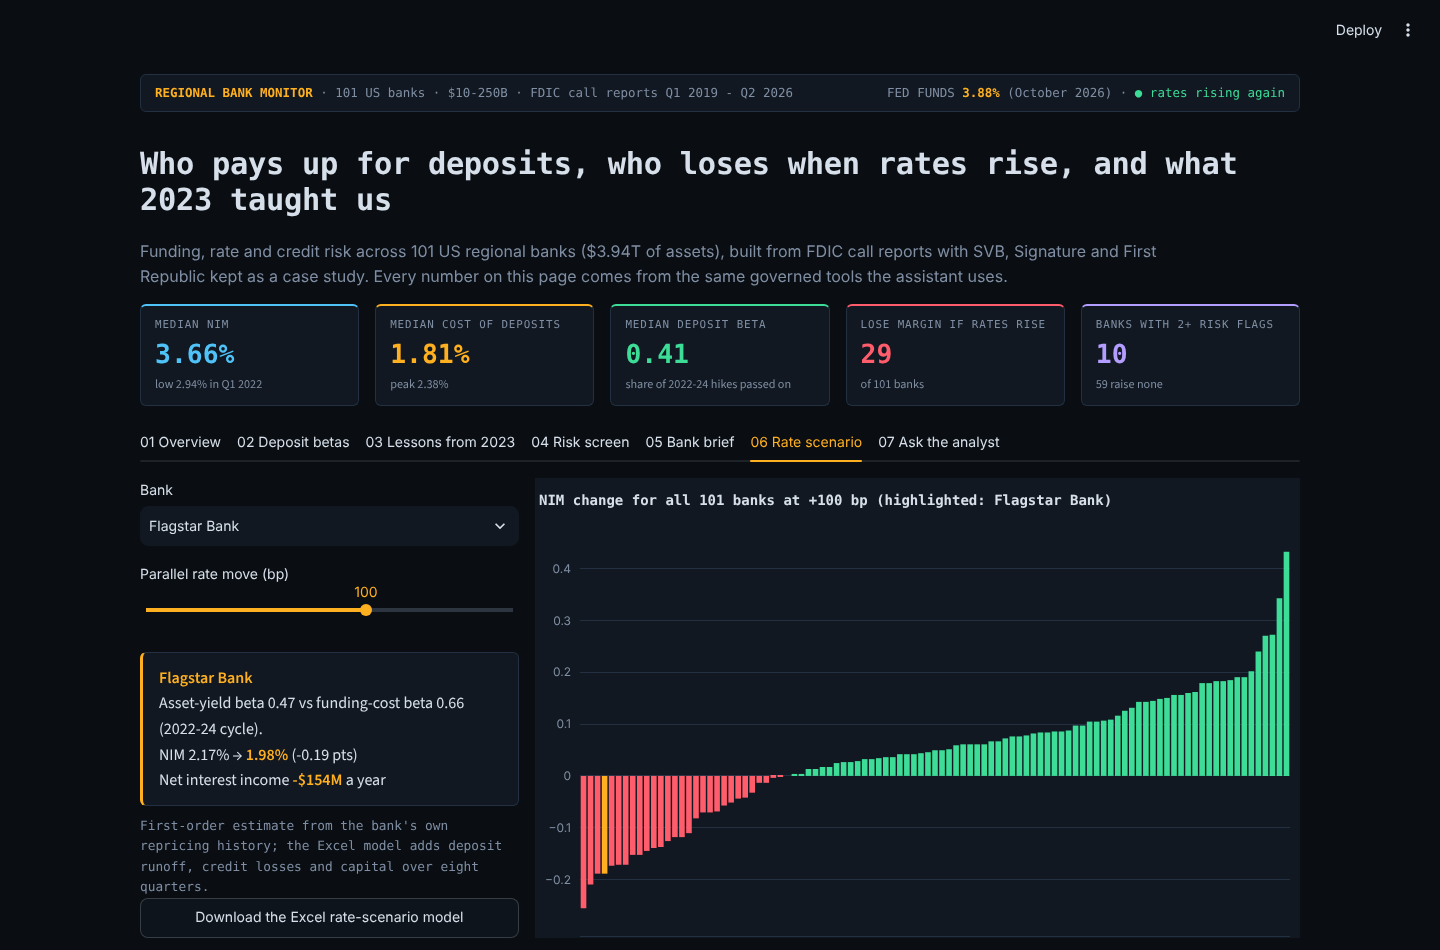 Deploy
REGIONAL BANK MONITOR · 101 US banks · $10-250B · FDIC call reports Q1 2019 - Q2 2026
FED FUNDS 3.88% (October 2026) · ● rates rising again
Who pays up for deposits, who loses when rates rise, and what
2023 taught us
Funding, rate and credit risk across 101 US regional banks ($3.94T of assets), built from FDIC call reports with SVB, Signature and First
Republic kept as a case study. Every number on this page comes from the same governed tools the assistant uses.
MEDIAN NIM
3.66%
low 2.94% in Q1 2022
MEDIAN COST OF DEPOSITS
1.81%
peak 2.38%
MEDIAN DEPOSIT BETA
0.41
share of 2022-24 hikes passed on
LOSE MARGIN IF RATES RISE
29
of 101 banks
BANKS WITH 2+ RISK FLAGS
10
59 raise none
01 Overview
02 Deposit betas
03 Lessons from 2023
04 Risk screen
05 Bank brief
06 Rate scenario
07 Ask the analyst
Bank
Flagstar Bank
Parallel rate move (bp)
100
Flagstar Bank
Asset-yield beta 0.47 vs funding-cost beta 0.66
(2022-24 cycle).
NIM 2.17% → 1.98% (-0.19 pts)
Net interest income -$154M a year
First-order estimate from the bank's own
repricing history; the Excel model adds deposit
runoff, credit losses and capital over eight
quarters.
Download the Excel rate-scenario model
NIM change for all 101 banks at +100 bp (highlighted: Flagstar Bank)
0.4
0.3
0.2
0.1
0
−0.1
−0.2